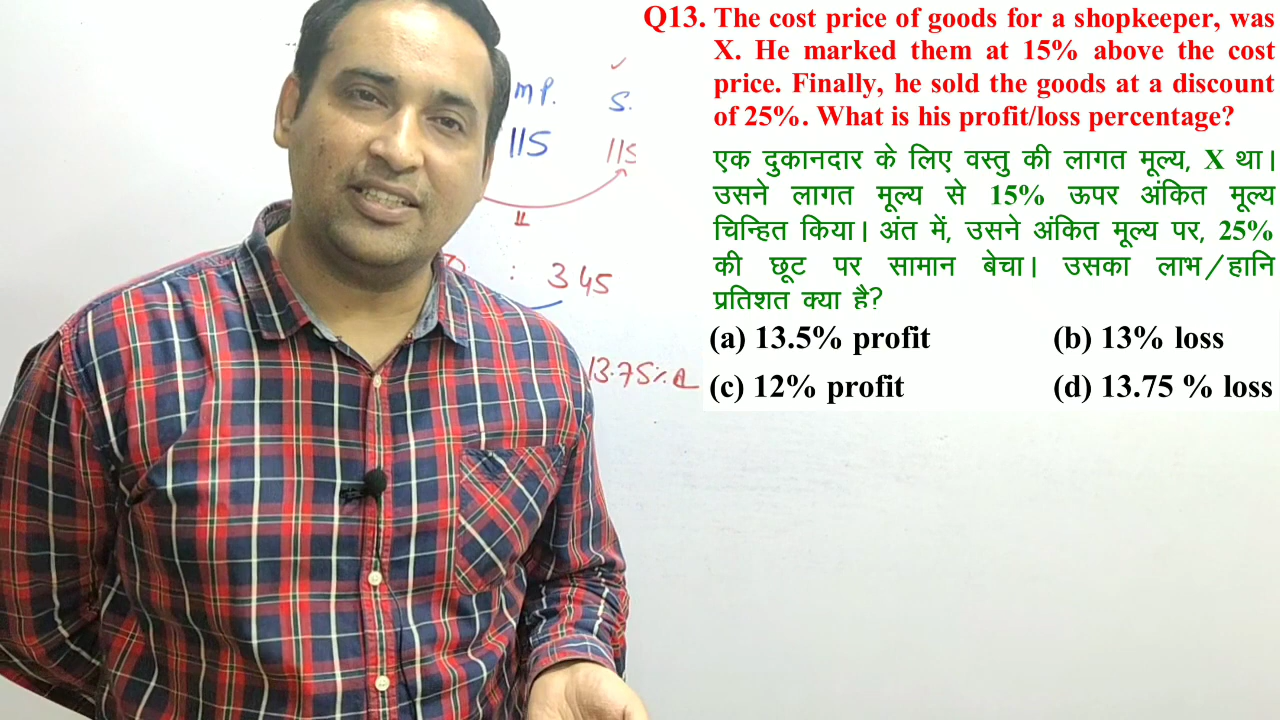 Q13. The cost price of goods for a shopkeeper, was
X. He marked them at 15% above the cost
price. Finally, he sold the goods at a discount
of 25%. What is his profit/loss percentage?
एक दुकानदार के लिए वस्तु की लागत मूल्य, X था।
उसने लागत मूल्य से 15% ऊपर अंकित मूल्य
चिन्हित किया। अंत में, उसने अंकित मूल्य पर, 25%
की छूट पर सामान बेचा। उसका लाभ/हानि
प्रतिशत क्या है?
(a) 13.5% profit (b) 13% loss
(c) 12% profit (d) 13.75 % loss
M P. S.
115 115
: 345
13.75%